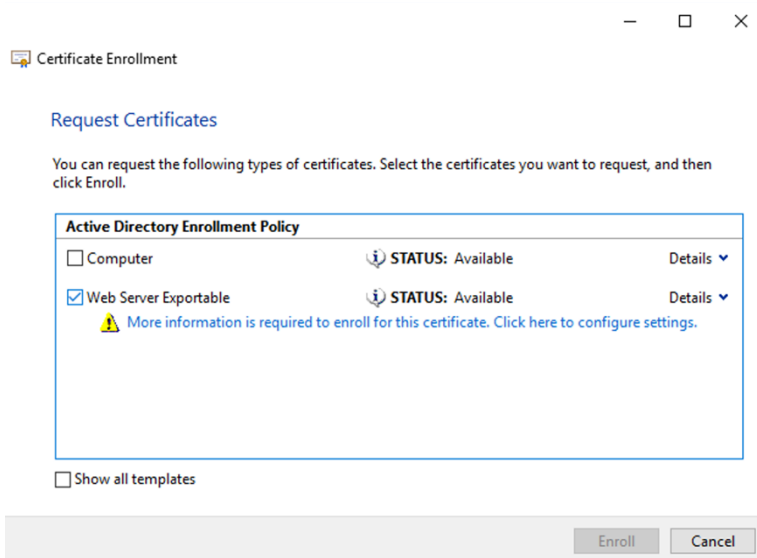 Certificate Enrollment
Request Certificates
You can request the following types of certificates. Select the certificates you want to request, and then
click Enroll.
Active Directory Enrollment Policy
Computer STATUS: Available Details
Web Server Exportable STATUS: Available Details
More information is required to enroll for this certificate. Click here to configure settings.
Show all templates
Enroll Cancel